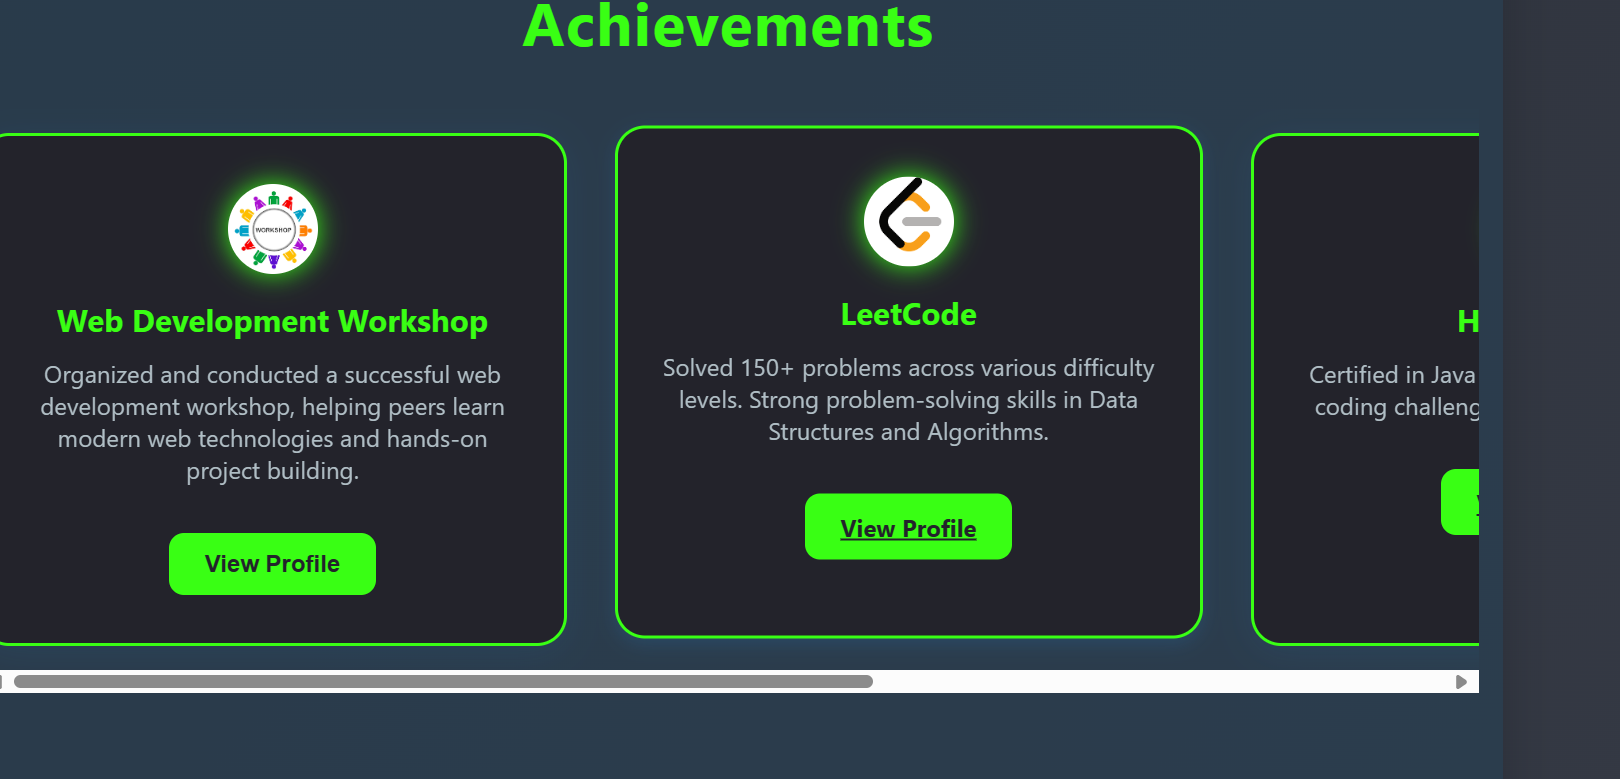 Achievements
WORKSHOP
Web Development Workshop
Organized and conducted a successful web
development workshop, helping peers learn
modern web technologies and hands-on
project building.
View Profile
LeetCode
Solved 150+ problems across various difficulty
levels. Strong problem-solving skills in Data
Structures and Algorithms.
View Profile
H
Certified in Java
coding challeng